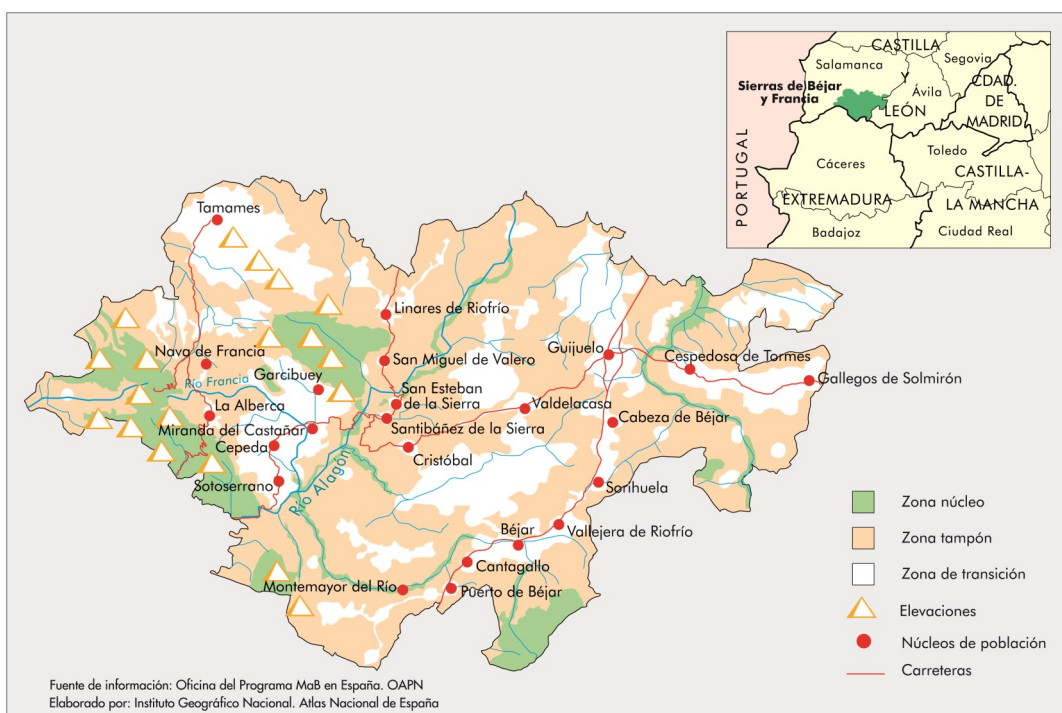 CASTILLA
Salamanca
Segovia
Y
Sierras de Béjar
y Francia
Ávila
CDAD.
DE
MADRID
LEÓN
PORTUGAL
Toledo
Cáceres
CASTILLA-
EXTREMADURA
LA MANCHA
Badajoz
Ciudad Real
Tamames
Linares de Riofrío
Nava de Francia
San Miguel de Valero
Guijuelo
Cespedosa de Tormes
Gallegos de Solmirón
Río Francia
Garcibuey
San Esteban
de la Sierra
Valdelacasa
La Alberca
Miranda del Castañar
Santibáñez de la Sierra
Cabeza de Béjar
Cepeda
Cristóbal
Sotoserrano
Río Alagón
Sorihuela
Béjar
Vallejera de Riofrío
Cantagallo
Montemayor del Río
Puerto de Béjar
Zona núcleo
Zona tampón
Zona de transición
Elevaciones
Núcleos de población
Carreteras
Fuente de información: Oficina del Programa MaB en España. OAPN
Elaborado por: Instituto Geográfico Nacional. Atlas Nacional de España